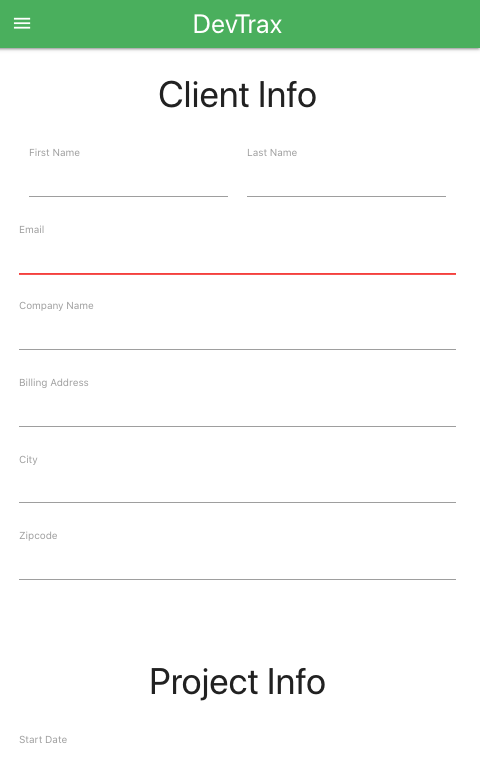 DevTrax
Client Info
First Name Last Name
Email
Company Name
Billing Address
City
Zipcode
Project Info
Start Date